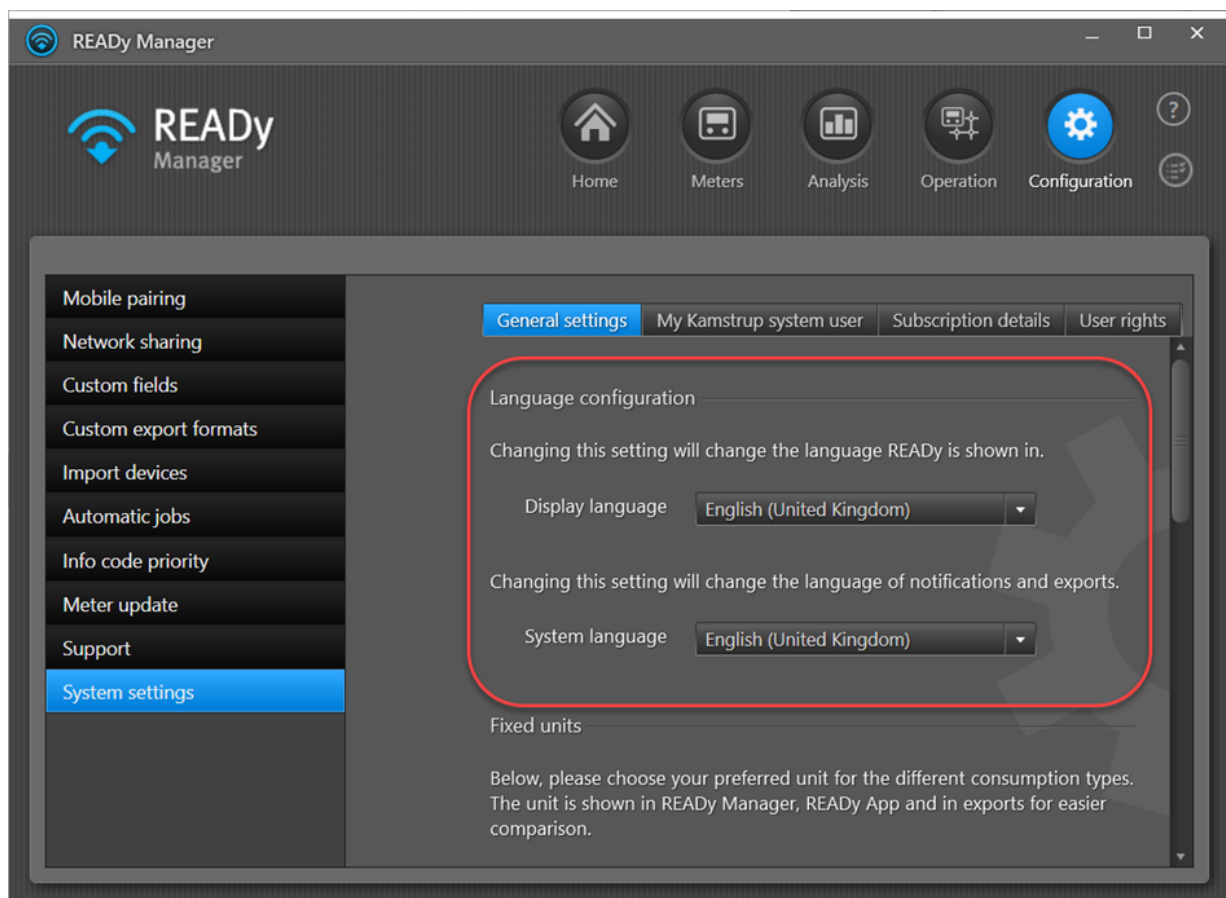 READy Manager
READy
Manager
Home
Meters
Analysis
Operation
Configuration
?
Mobile pairing
Network sharing
Custom fields
Custom export formats
Import devices
Automatic jobs
Info code priority
Meter update
Support
System settings
General settings
My Kamstrup system user
Subscription details
User rights
Language configuration
Changing this setting will change the language READy is shown in.
Display language
English (United Kingdom)
Changing this setting will change the language of notifications and exports.
System language
English (United Kingdom)
Fixed units
Below, please choose your preferred unit for the different consumption types.
The unit is shown in READy Manager, READy App and in exports for easier
comparison.